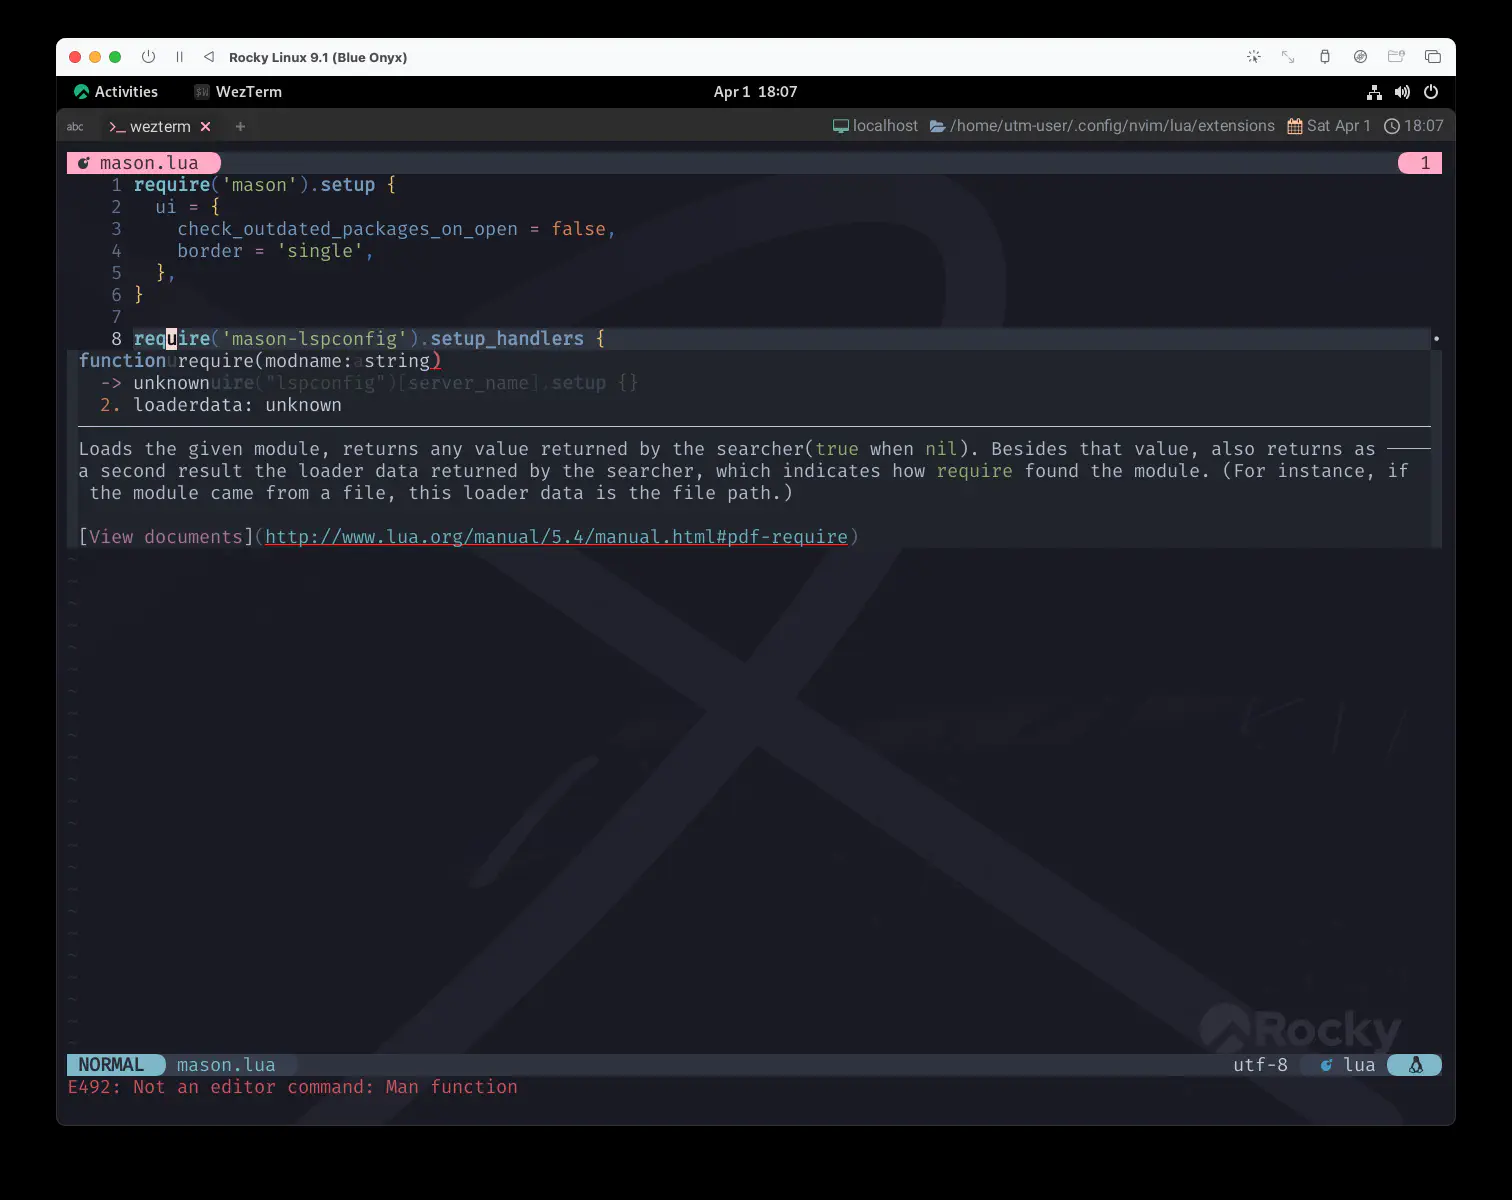 Rocky Linux 9.1 (Blue Onyx)
Activities
WezTerm
Apr 1 18:07
abc
>_ wezterm × +
localhost /home/utm-user/.config/nvim/lua/extensions Sat Apr 1 18:07
mason.lua 1
1 require('mason').setup {
2   ui = {
3     check_outdated_packages_on_open = false,
4     border = 'single',
5   },
6 }
7
8 require('mason-lspconfig').setup_handlers {
function require(modname: string)
  -> unknownuire("lspconfig")[server_name].setup {}
  2. loaderdata: unknown
Loads the given module, returns any value returned by the searcher(true when nil). Besides that value, also returns as
a second result the loader data returned by the searcher, which indicates how require found the module. (For instance, if
the module came from a file, this loader data is the file path.)
[View documents](http://www.lua.org/manual/5.4/manual.html#pdf-require)
Rocky
NORMAL mason.lua utf-8 lua
E492: Not an editor command: Man function